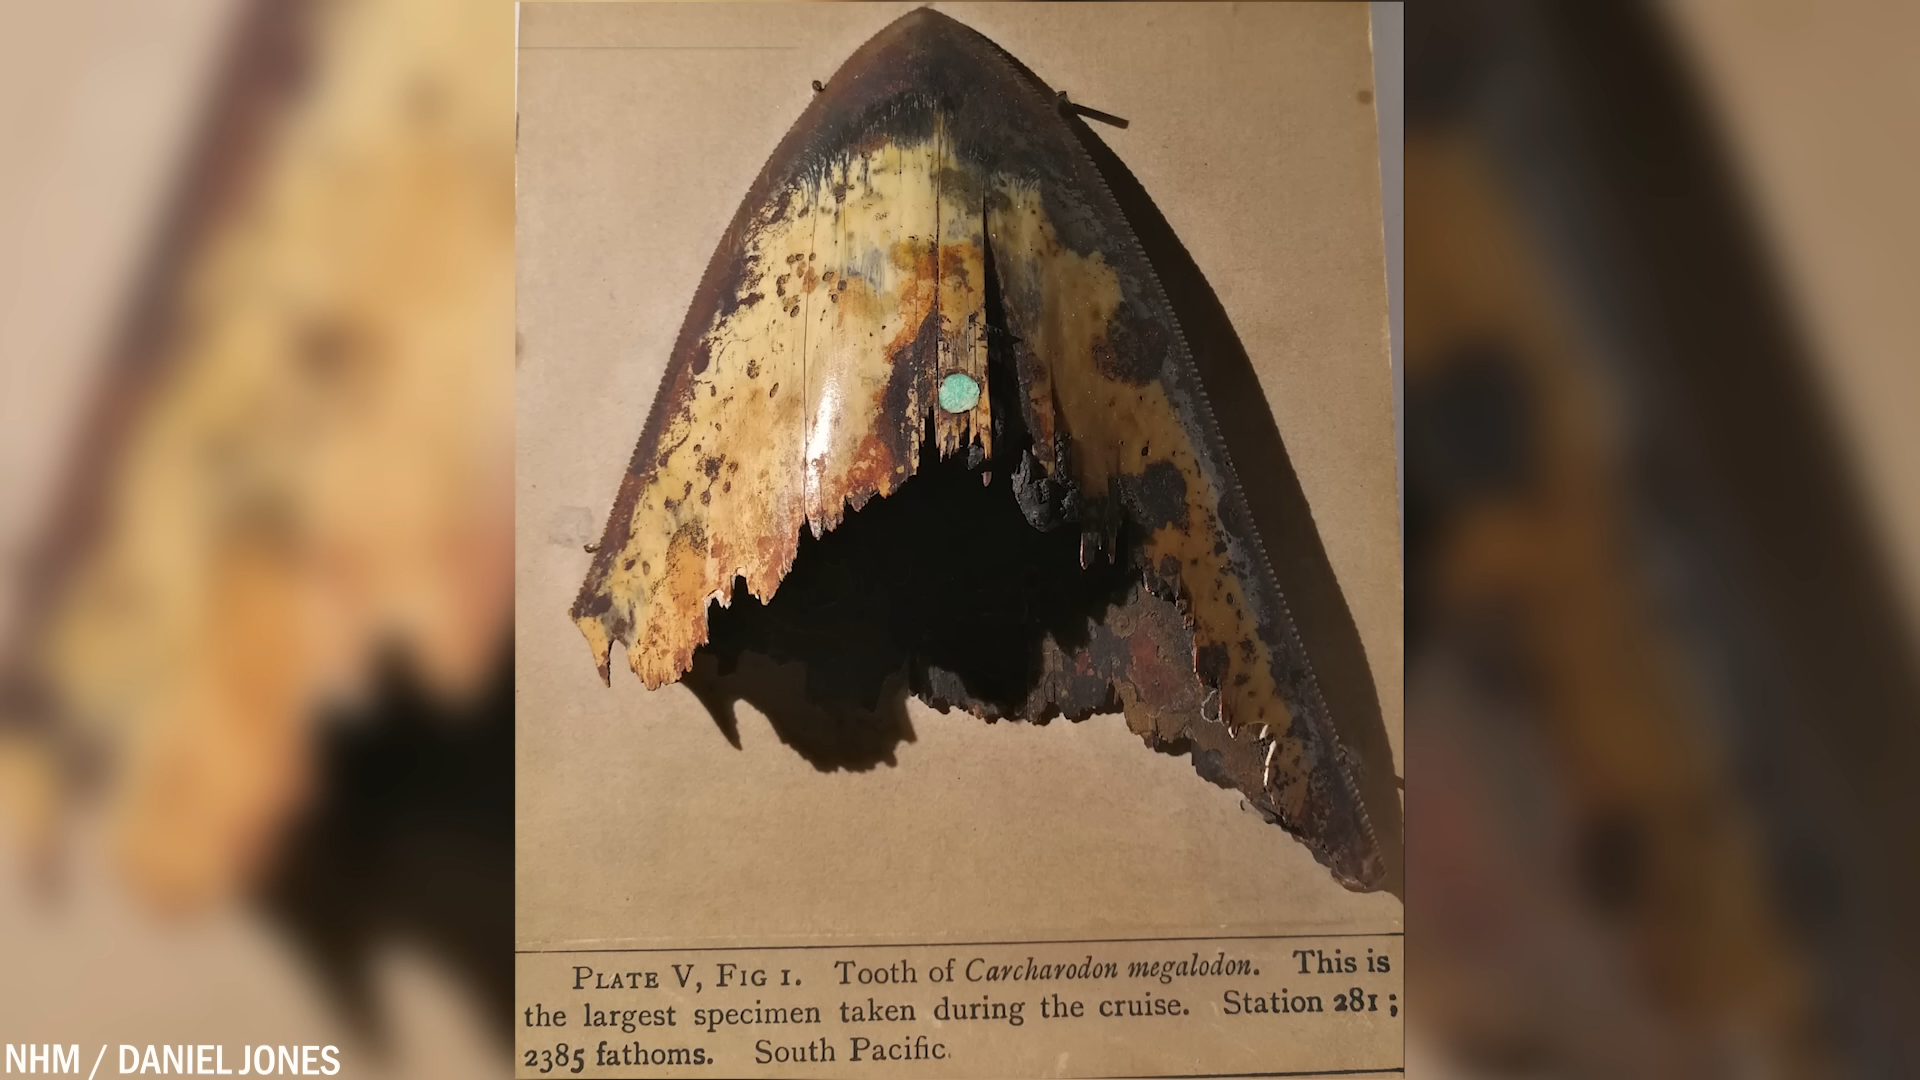 PLATE V, FIG 1. Tooth of Carcharodon megalodon. This is
the largest specimen taken during the cruise. Station 281 ;
2385 fathoms. South Pacific.
NHM / DANIEL JONES